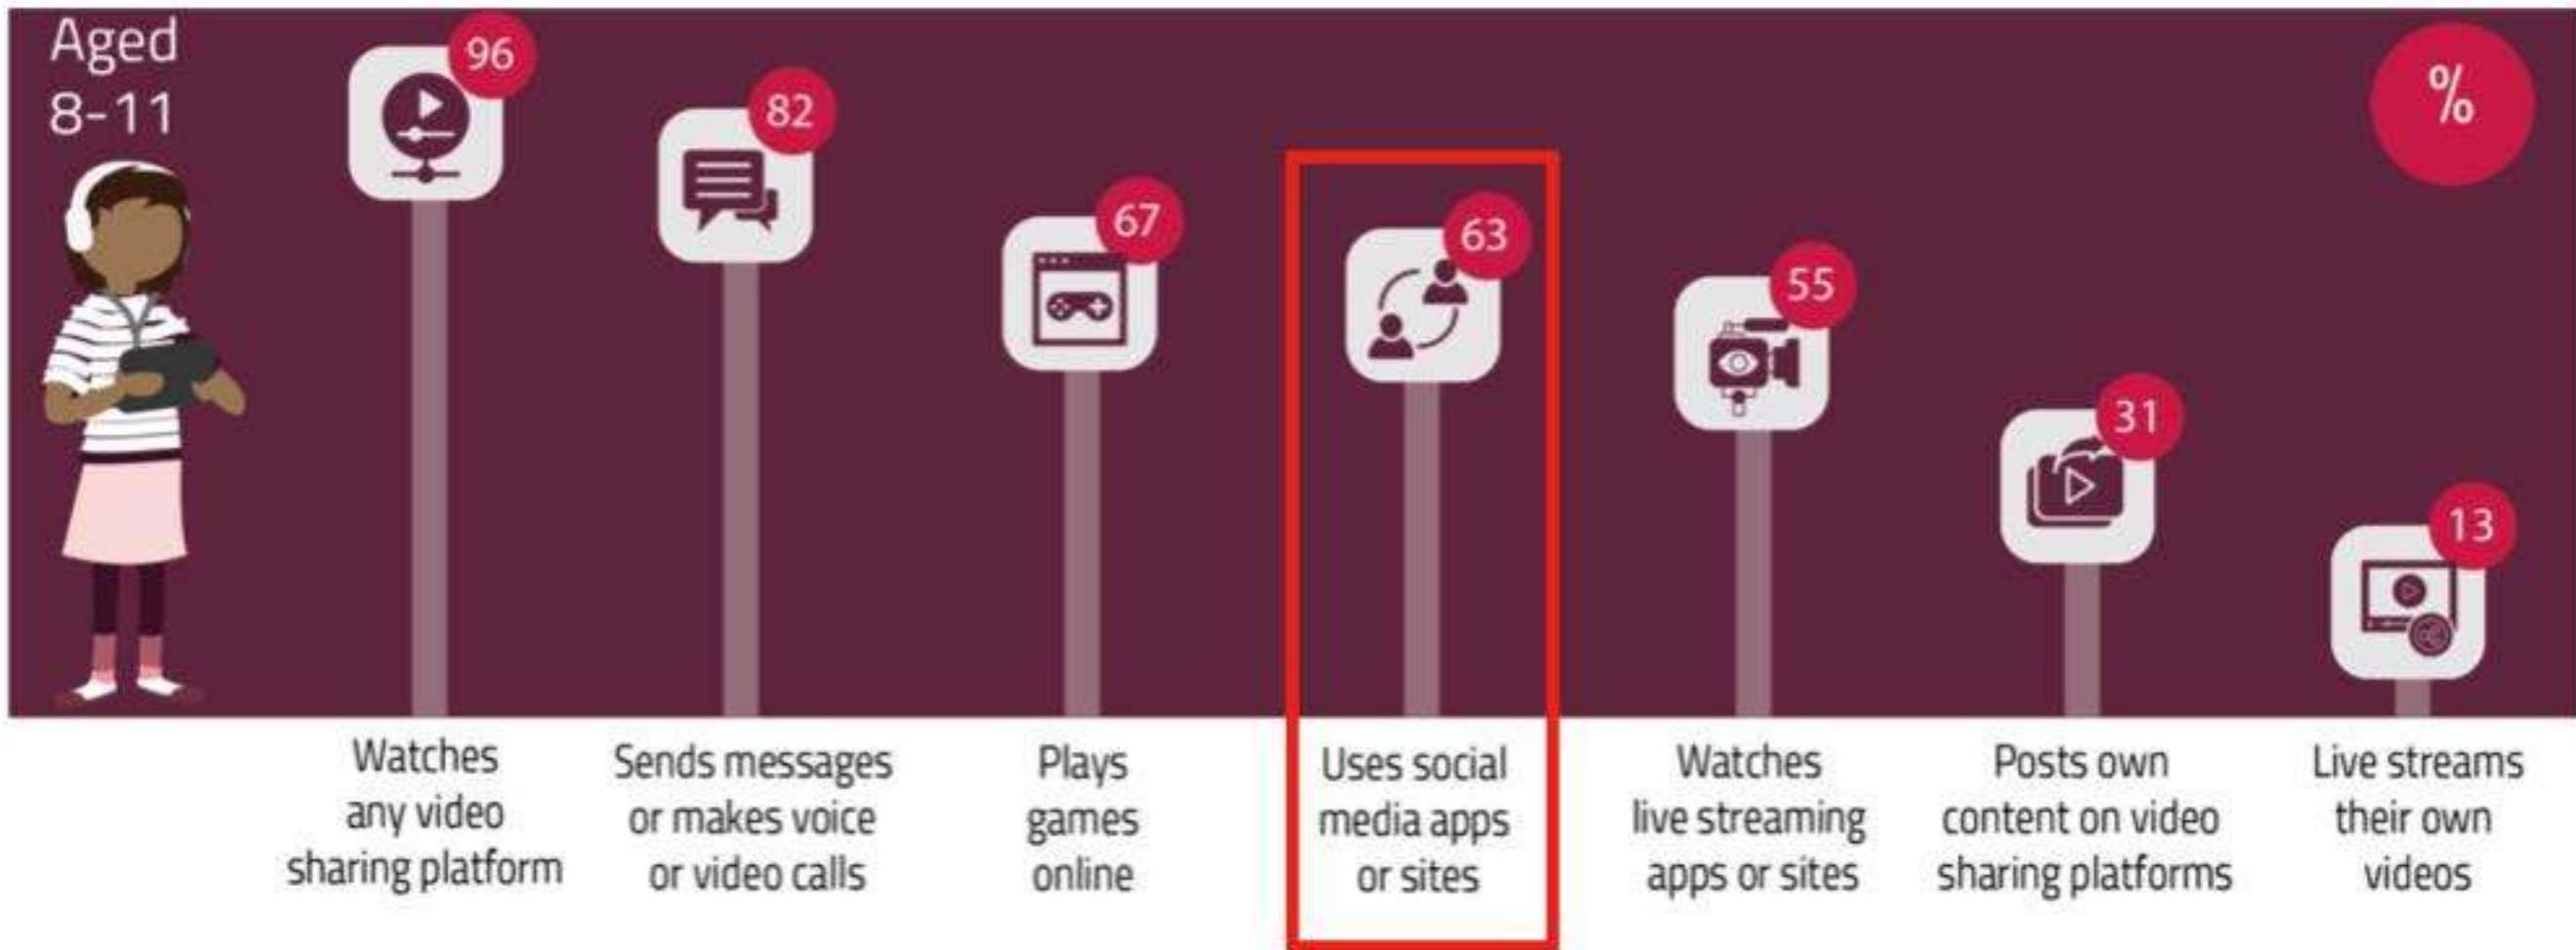 Aged
8-11
96
82
67
63
55
31
13
%
Watches
any video
sharing platform
Sends messages
or makes voice
or video calls
Plays
games
online
Uses social
media apps
or sites
Watches
live streaming
apps or sites
Posts own
content on video
sharing platforms
Live streams
their own
videos